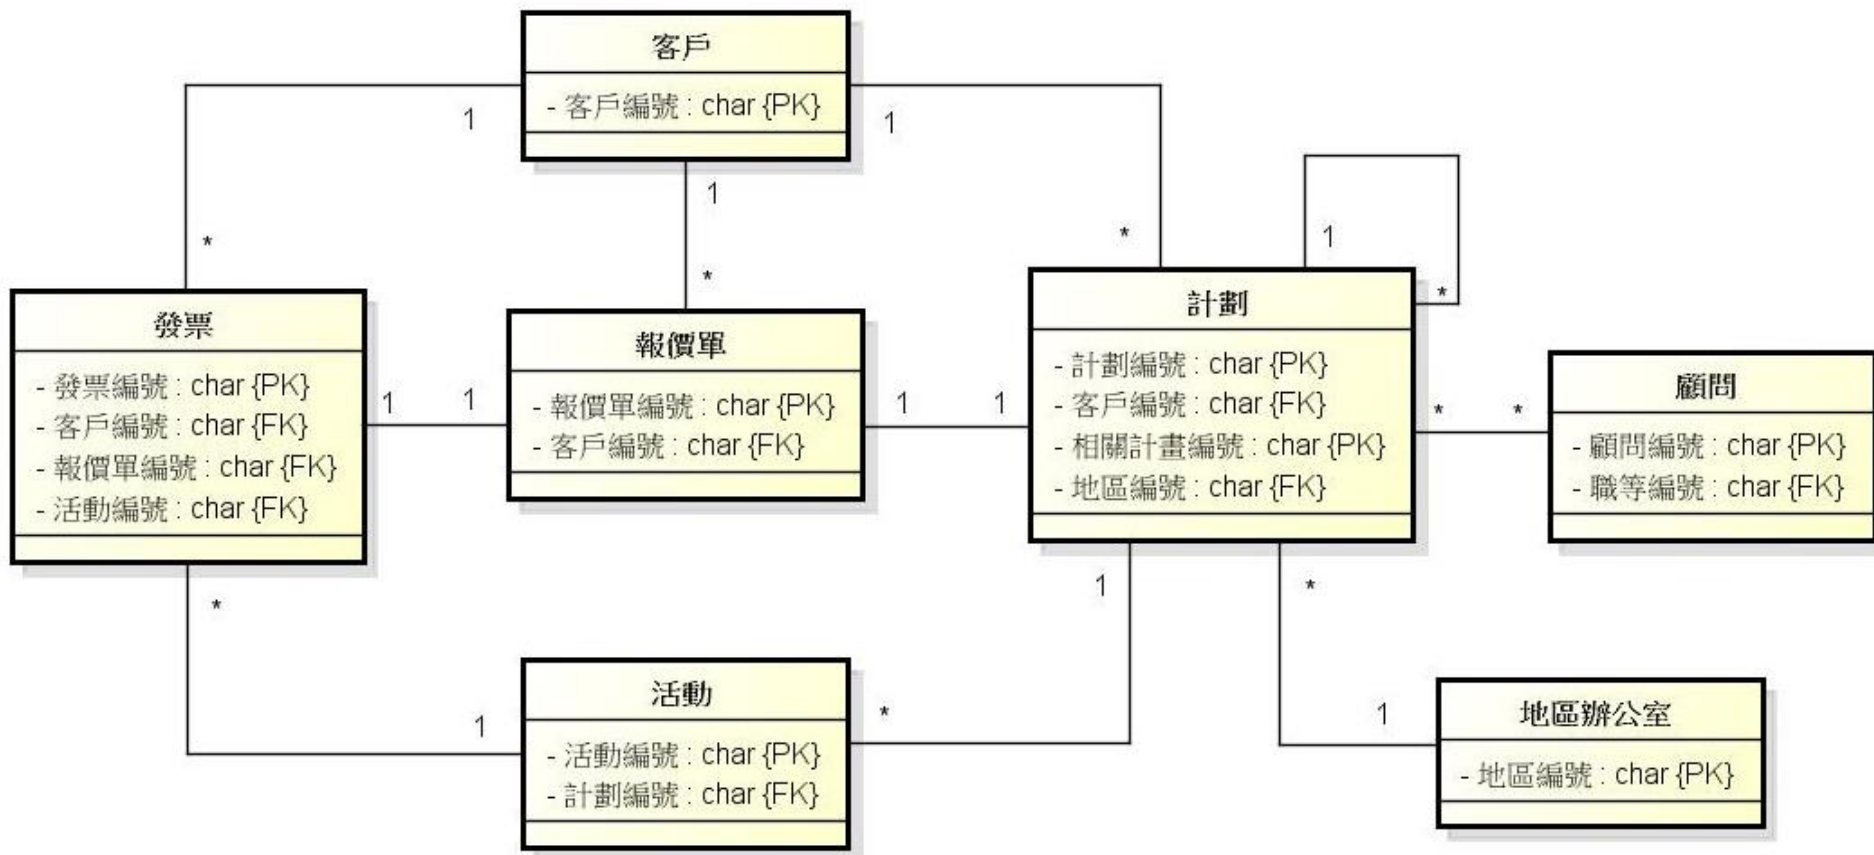 客戶
- 客戶編號 : char {PK}
1
1
1
*
*
*
1
*
發票
- 發票編號 : char {PK}
- 客戶編號 : char {FK}
- 報價單編號 : char {FK}
- 活動編號 : char {FK}
1
1
*
報價單
- 報價單編號 : char {PK}
- 客戶編號 : char {FK}
1
1
計劃
- 計劃編號 : char {PK}
- 客戶編號 : char {FK}
- 相關計畫編號 : char {PK}
- 地區編號 : char {FK}
*
*
顧問
- 顧問編號 : char {PK}
- 職等編號 : char {FK}
1
*
活動
- 活動編號 : char {PK}
- 計劃編號 : char {FK}
1
*
1
地區辦公室
- 地區編號 : char {PK}